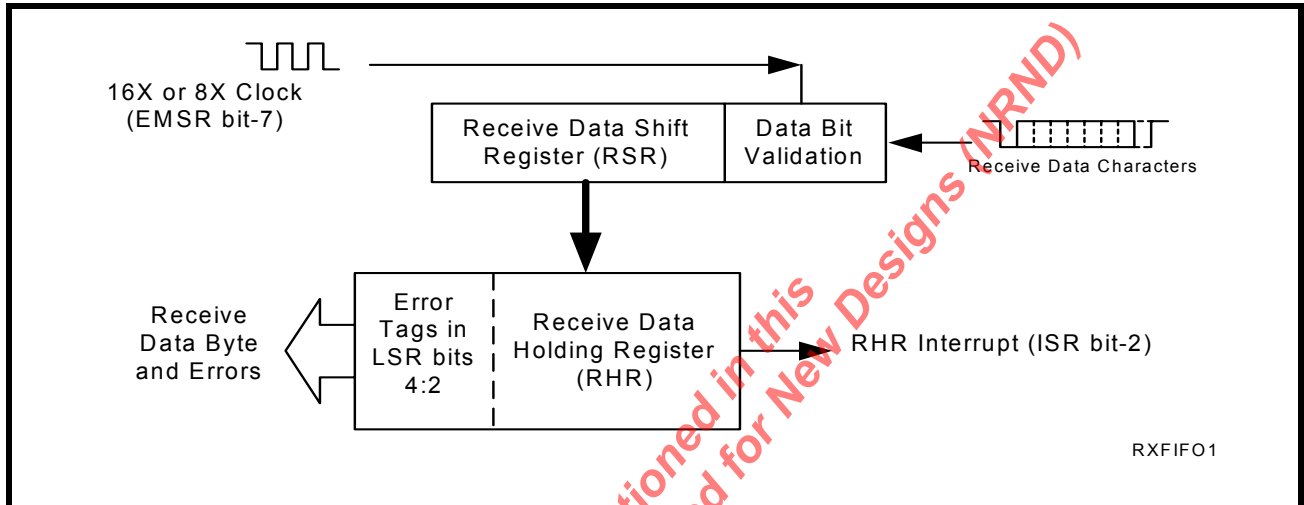 16X or 8X Clock
(EMSR bit-7)
Receive Data Shift
Register (RSR)
Data Bit
Validation
Receive Data Characters
Receive
Data Byte
and Errors
Error
Tags in
LSR bits
4:2
Receive Data
Holding Register
(RHR)
RHR Interrupt (ISR bit-2)
RXFIFO1
tioned in this
d for New Designs (NRND)